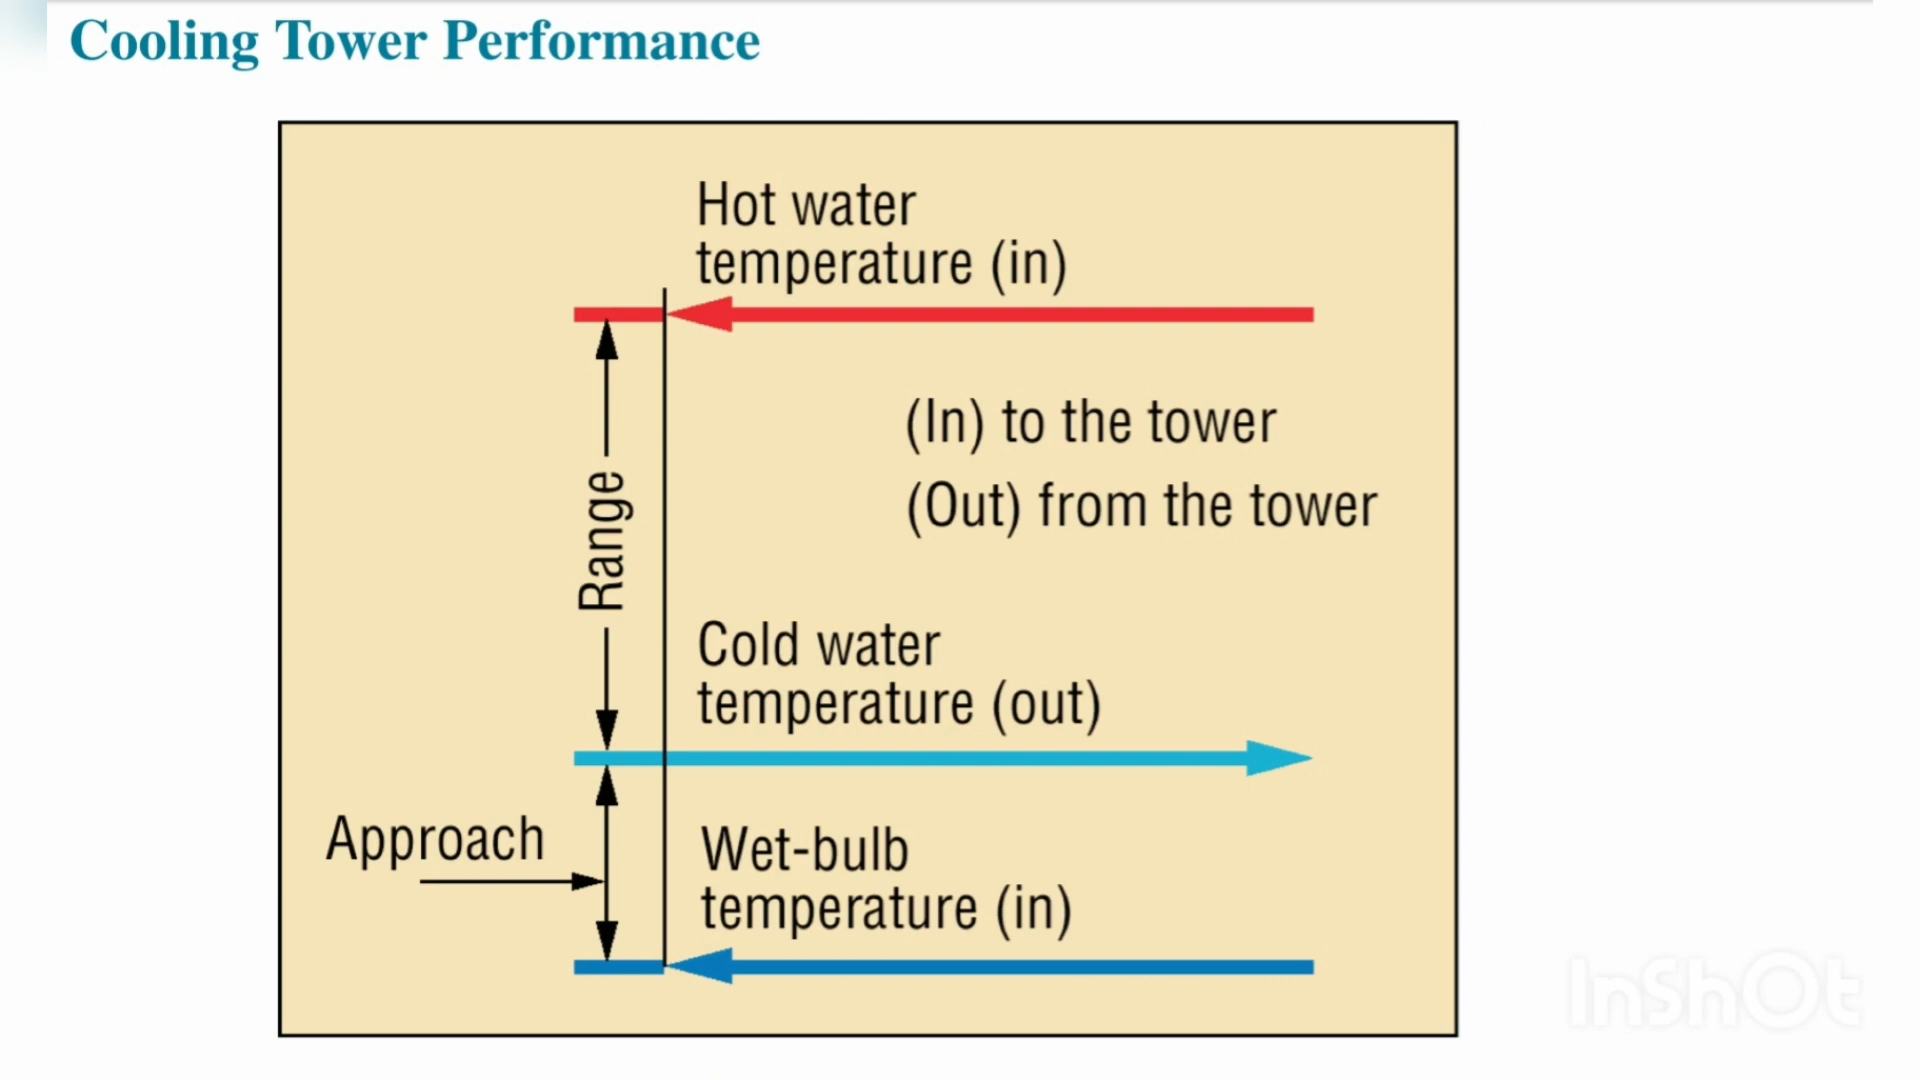 Cooling Tower Performance
Hot water
temperature (in)
(In) to the tower
(Out) from the tower
Range
Cold water
temperature (out)
Approach
Wet-bulb
temperature (in)
InShOt